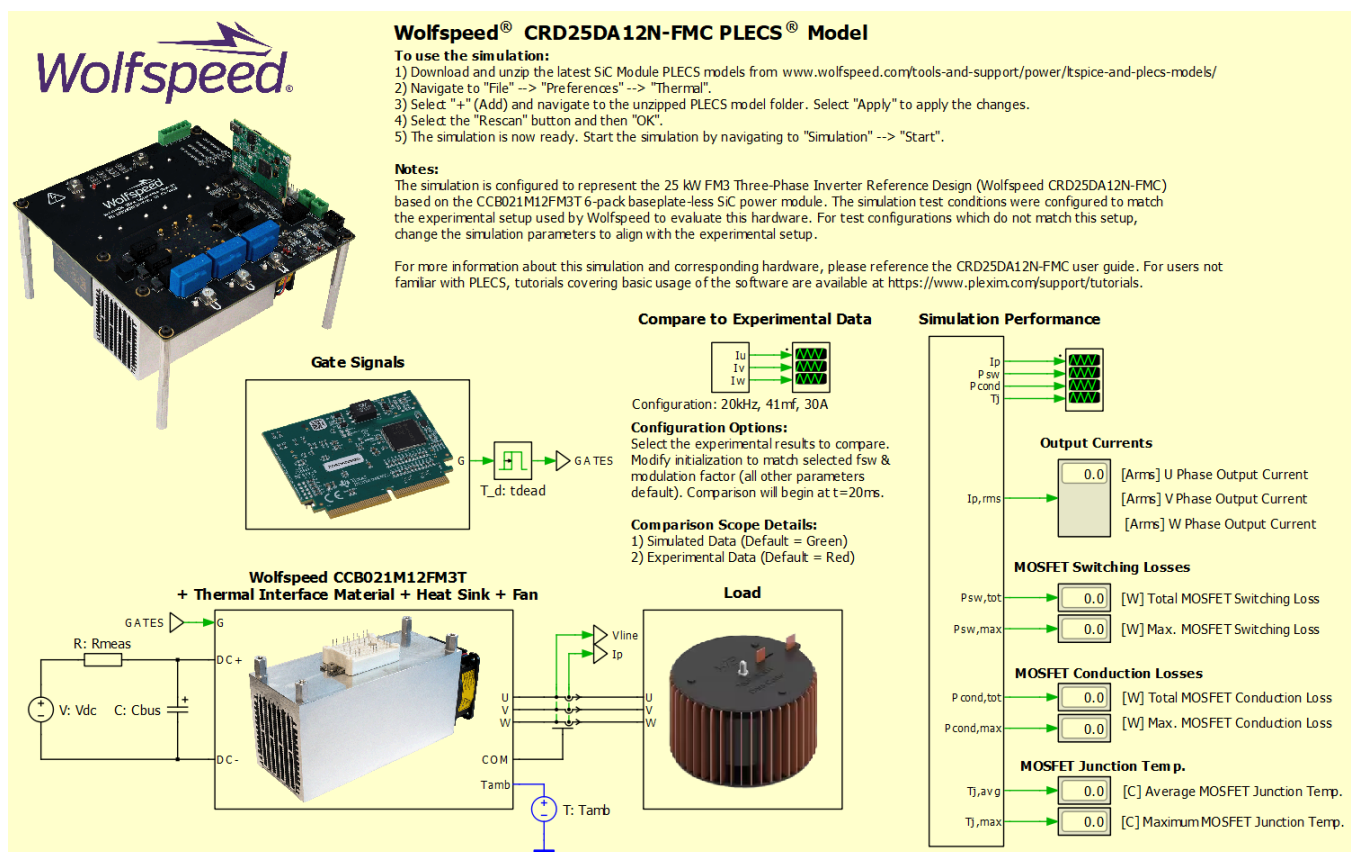 Wolfspeed®
Wolfspeed® CRD25DA12N-FMC PLECS® Model
To use the simulation:
1) Download and unzip the latest SiC Module PLECS models from www.wolfspeed.com/tools-and-support/power/ltspice-and-plecs-models/
2) Navigate to "File" --> "Preferences" --> "Thermal".
3) Select "+" (Add) and navigate to the unzipped PLECS model folder. Select "Apply" to apply the changes.
4) Select the "Rescan" button and then "OK".
5) The simulation is now ready. Start the simulation by navigating to "Simulation" --> "Start".
Notes:
The simulation is configured to represent the 25 kW FM3 Three-Phase Inverter Reference Design (Wolfspeed CRD25DA12N-FMC)
based on the CCB021M12FM3T 6-pack baseplate-less SiC power module. The simulation test conditions were configured to match
the experimental setup used by Wolfspeed to evaluate this hardware. For test configurations which do not match this setup,
change the simulation parameters to align with the experimental setup.
For more information about this simulation and corresponding hardware, please reference the CRD25DA12N-FMC user guide. For users not
familiar with PLECS, tutorials covering basic usage of the software are available at https://www.plexim.com/support/tutorials.
Wolfspeed
Compare to Experimental Data
Iu
Iv
Iw
Configuration: 20kHz, 41mf, 30A
Configuration Options:
Select the experimental results to compare.
Modify initialization to match selected fsw &
modulation factor (all other parameters
default). Comparison will begin at t=20ms.
Comparison Scope Details:
1) Simulated Data (Default = Green)
2) Experimental Data (Default = Red)
Gate Signals
G
T_d: tdead
GATES
Wolfspeed CCB021M12FM3T
+ Thermal Interface Material + Heat Sink + Fan
GATES
G
R: Rmeas
DC+
V: Vdc
C: Cbus
DC-
U
V
W
COM
Tamb
T: Tamb
Vline
Ip
Load
U
V
W
Simulation Performance
Ip
Psw
Pcond
Tj
Output Currents
Ip,rms
0.0
[Arms] U Phase Output Current
[Arms] V Phase Output Current
[Arms] W Phase Output Current
MOSFET Switching Losses
Psw,tot
0.0
[W] Total MOSFET Switching Loss
Psw,max
0.0
[W] Max. MOSFET Switching Loss
MOSFET Conduction Losses
Pcond,tot
0.0
[W] Total MOSFET Conduction Loss
Pcond,max
0.0
[W] Max. MOSFET Conduction Loss
MOSFET Junction Temp.
Tj,avg
0.0
[C] Average MOSFET Junction Temp.
Tj,max
0.0
[C] Maximum MOSFET Junction Temp.